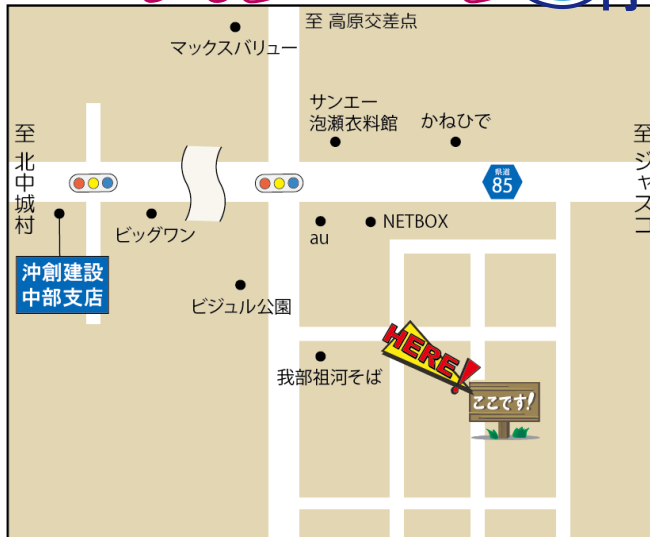 至 高原交差点
マックスバリュー
サンエー
泡瀬衣料館
かねひで
至 北中城村
至 ジャスコ
県道
85
ビッグワン
au
NETBOX
沖創建設
中部支店
ビジュル公園
HERE!
我部祖河そば
ここです!